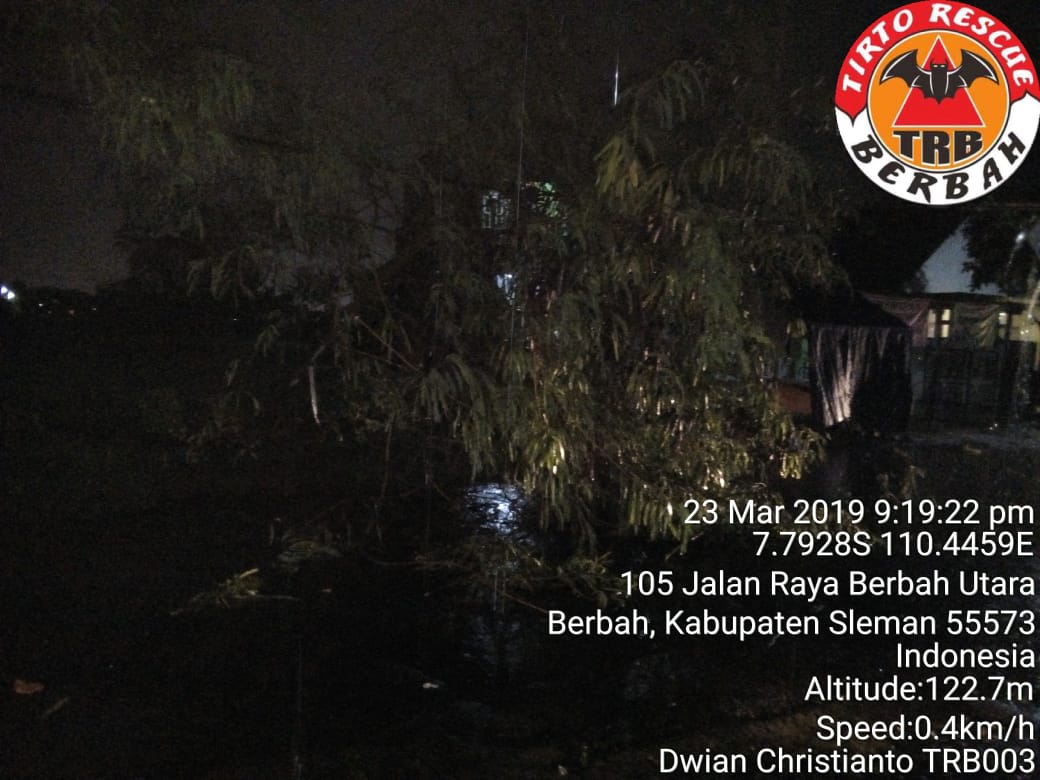 TIRTO RESCUE
TRB
BERBAH
23 Mar 2019 9:19:22 pm
7.7928S 110.4459E
105 Jalan Raya Berbah Utara
Berbah, Kabupaten Sleman 55573
Indonesia
Altitude:122.7m
Speed:0.4km/h
Dwian Christianto TRB003